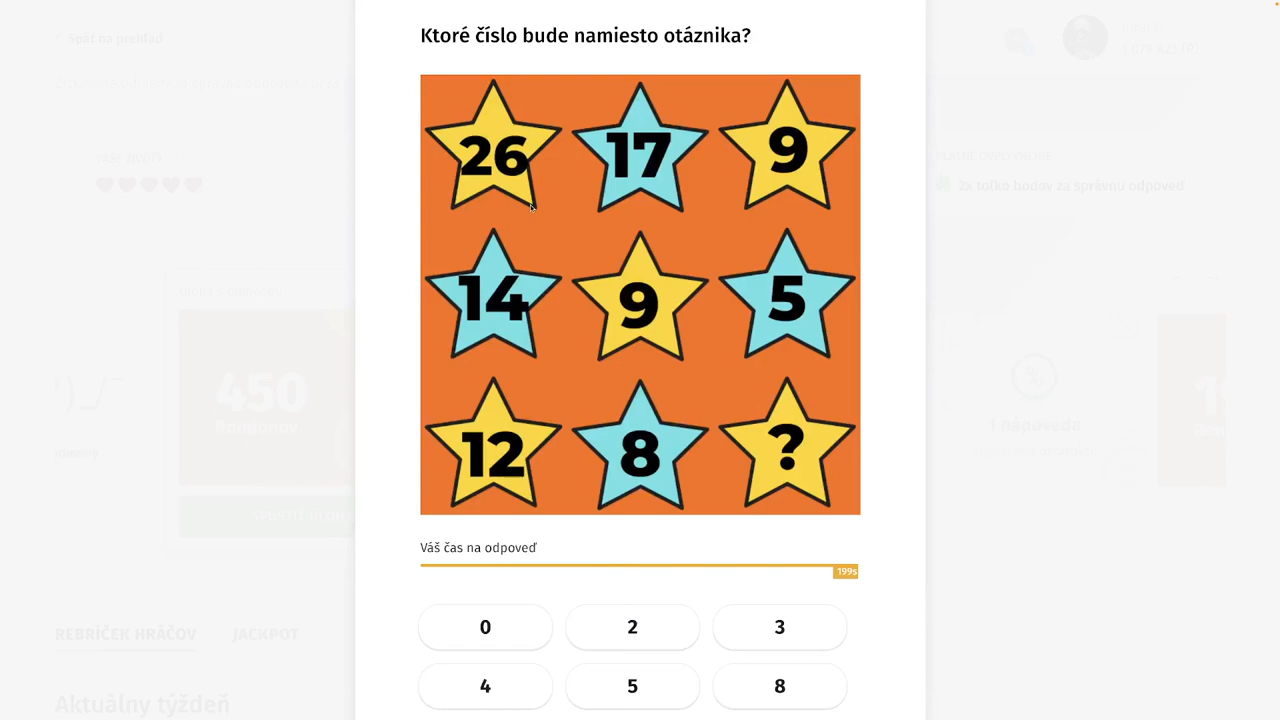 Ktoré číslo bude namiesto otáznika?
Späť na prehľad
26 17 9
14 9 5
12 8 ?
2x toľko bodov za správnu odpoveď
450
1 nápoveda
Váš čas na odpoveď
199s
0 2 3
4 5 8
REBRÍČEK HRÁČOV JACKPOT
Aktuálny týždeň